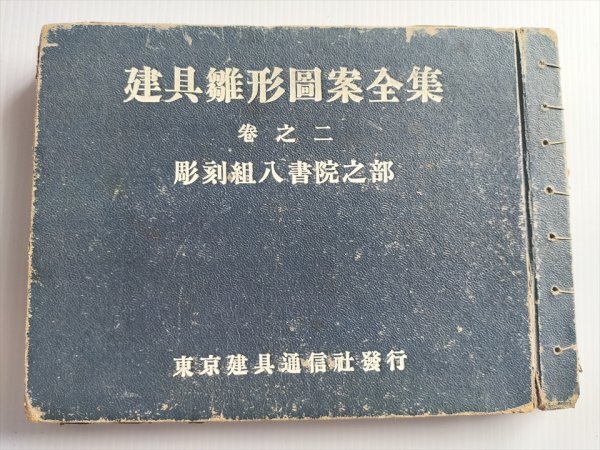 建具雛形圖案全集
卷之二
彫刻組入書院之部
東京建具通信社發行